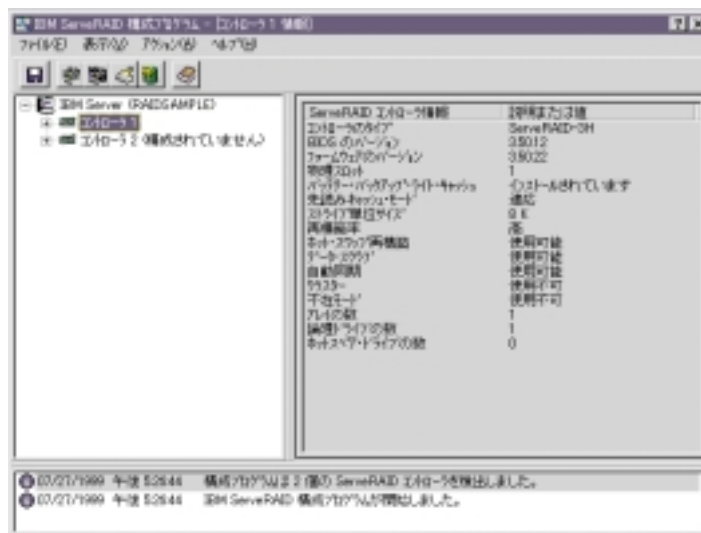 IBM ServeRAID 構成プログラム - [コントローラ 1 情報]
ファイル(E) 表示(V) アクション(A) ヘルプ(H)
IBM Server (RAIDSAMPLE)
コントローラ 1
コントローラ 2 (構成されていません)
ServeRAID コントローラ情報 説明または値
コントローラのタイプ ServeRAID-3H
BIOS のバージョン 3.50.12
ファームウェアのバージョン 3.50.22
物理スロット 1
バッテリー・バックアップ・ライト・キャッシュ インストールされています
先読みキャッシュ・モード 適応
ストライプ単位サイズ 8 K
再構築率 高
ホット・スワップ再構築 使用可能
データ・スクラブ 使用可能
自動同期 使用可能
クラスター 使用不可
不在モード 使用不可
アレイの数 1
論理ドライブの数 1
ホットスペア・ドライブの数 0
07/27/1999 午後 5:26:44 構成プログラムは 2 個の ServeRAID コントローラを検出しました。
07/27/1999 午後 5:26:44 IBM ServeRAID 構成プログラムが開始しました。